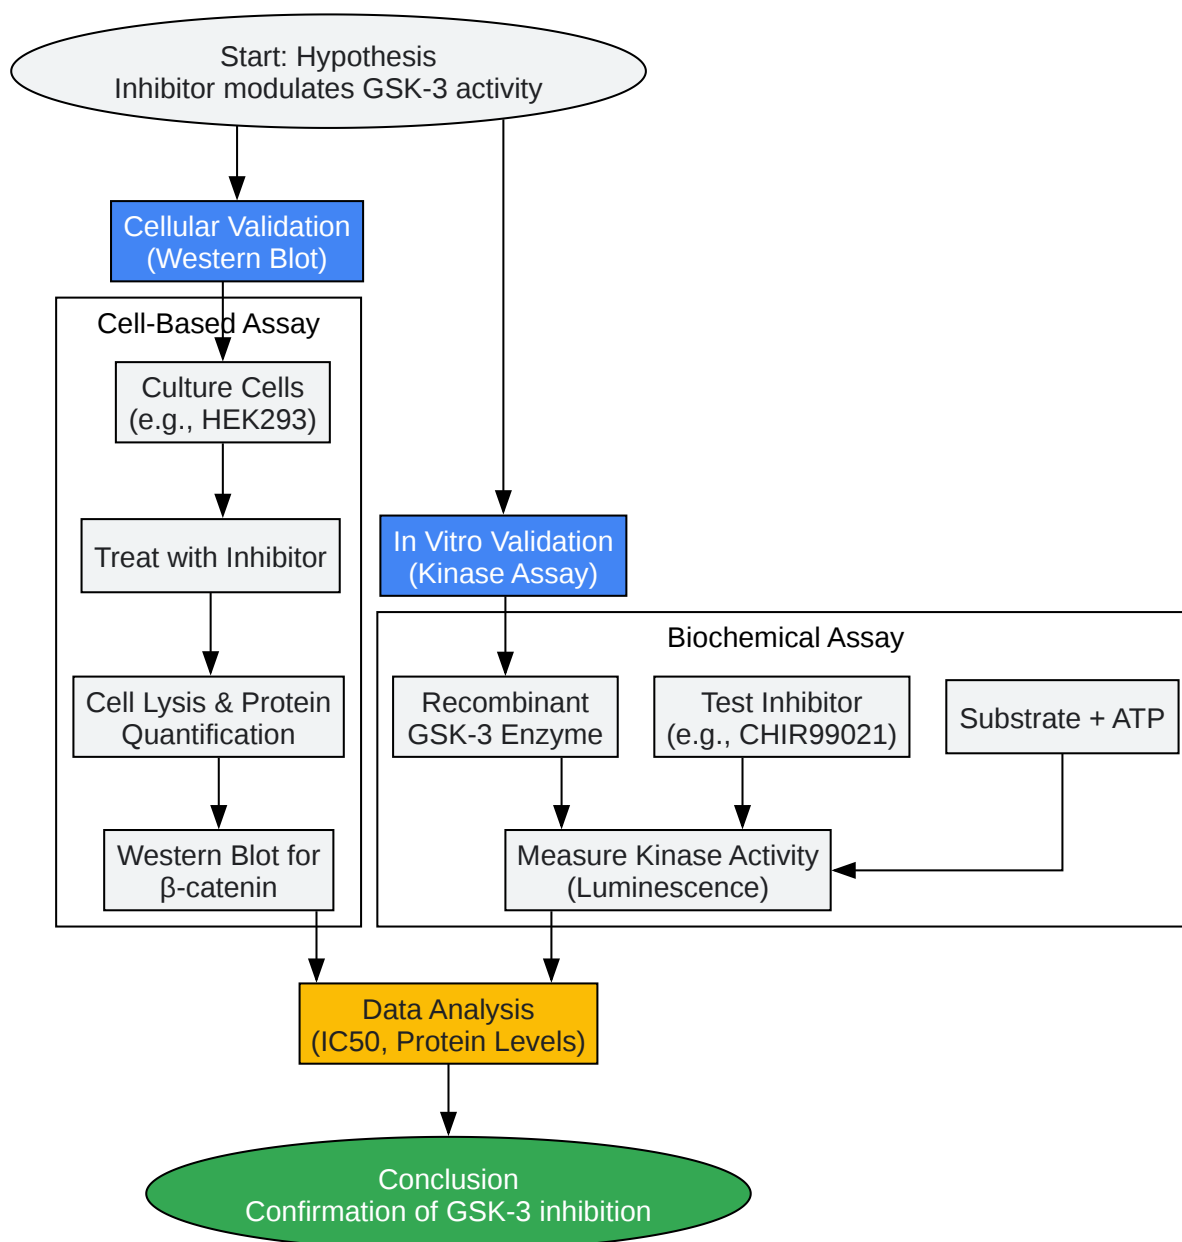 Start: Hypothesis
Inhibitor modulates GSK-3 activity
Cellular Validation
(Western Blot)
Cell-Based Assay
Culture Cells
(e.g., HEK293)
Treat with Inhibitor
Cell Lysis & Protein
Quantification
Western Blot for
β-catenin
In Vitro Validation
(Kinase Assay)
Biochemical Assay
Recombinant
GSK-3 Enzyme
Test Inhibitor
(e.g., CHIR99021)
Substrate + ATP
Measure Kinase Activity
(Luminescence)
Data Analysis
(IC50, Protein Levels)
Conclusion
Confirmation of GSK-3 inhibition